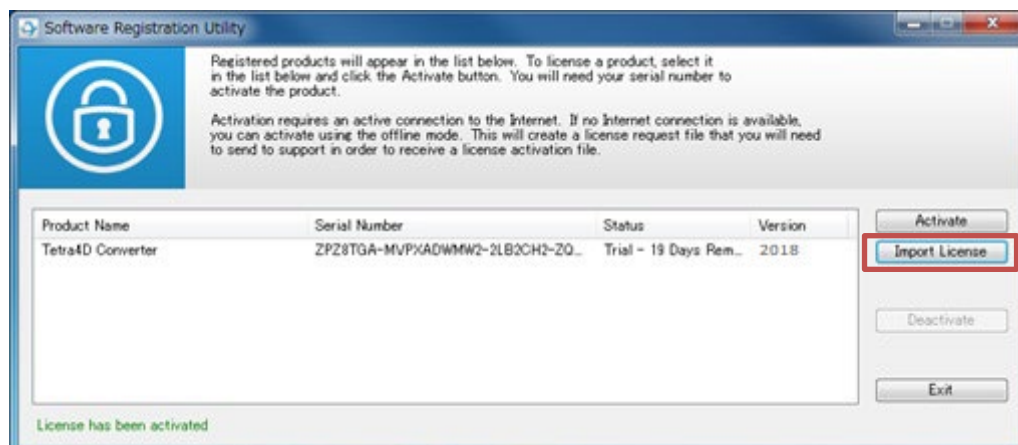 Software Registration Utility
Registered products will appear in the list below. To license a product, select it
in the list below and click the Activate button. You will need your serial number to
activate the product.
Activation requires an active connection to the Internet. If no Internet connection is available,
you can activate using the offline mode. This will create a license request file that you will need
to send to support in order to receive a license activation file.
Product Name Serial Number Status Version
Tetra4D Converter ZPZ8TGA-MVPXADWMW2-2LB2CH2-ZQ... Trial - 19 Days Rem... 2018
Activate
Import License
Deactivate
Exit
License has been activated